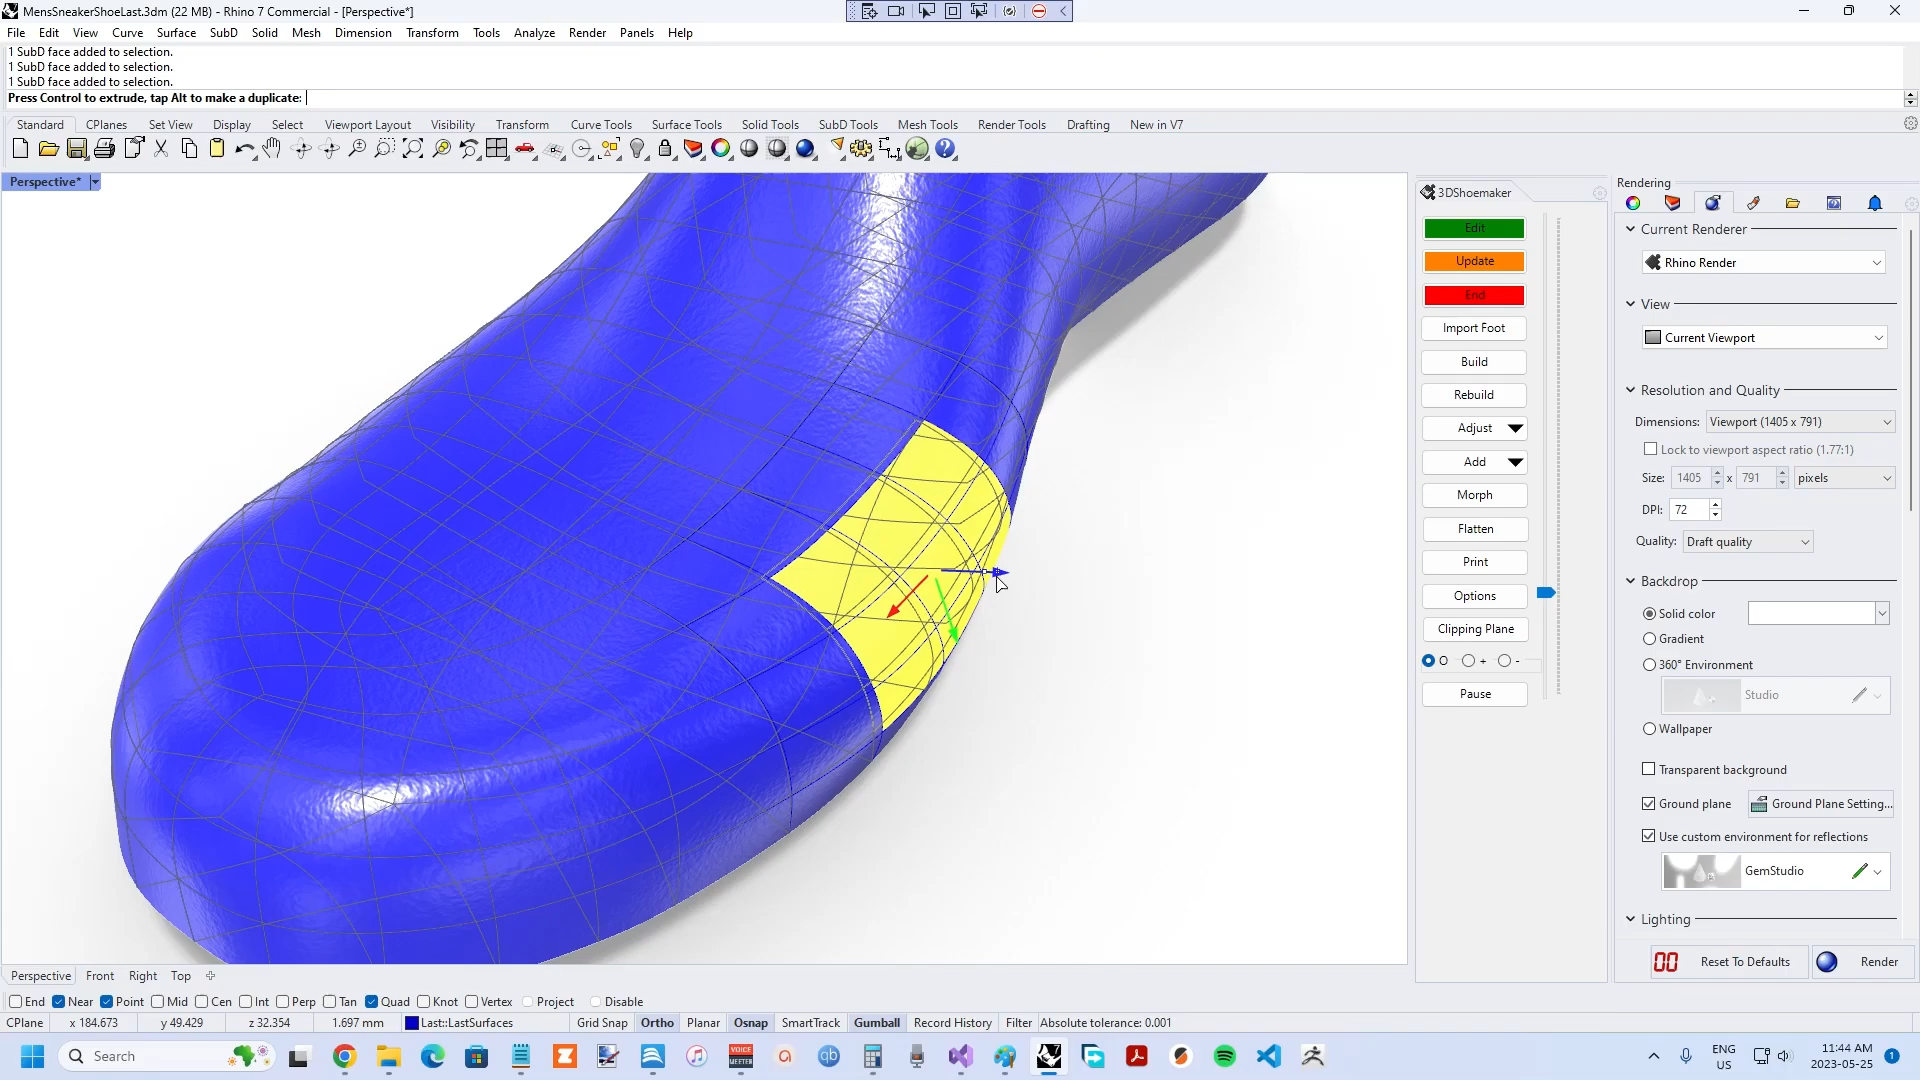 MensSneakerShoeLast.3dm (22 MB) - Rhino 7 Commercial - [Perspective*]
File Edit View Curve Surface SubD Solid Mesh Dimension Transform Tools Analyze Render Panels Help
1 SubD face added to selection.
1 SubD face added to selection.
1 SubD face added to selection.
Press Control to extrude, tap Alt to make a duplicate:
Standard CPlanes Set View Display Select Viewport Layout Visibility Transform Curve Tools Surface Tools Solid Tools SubD Tools Mesh Tools Render Tools Drafting New in V7
Perspective*
3DShoemaker
Edit
Update
End
Import Foot
Build
Rebuild
Adjust
Add
Morph
Flatten
Print
Options
Clipping Plane
O + -
Pause
Rendering
Current Renderer
Rhino Render
View
Current Viewport
Resolution and Quality
Dimensions: Viewport (1405 x 791)
Lock to viewport aspect ratio (1.77:1)
Size: 1405 x 791 pixels
DPI: 72
Quality: Draft quality
Backdrop
Solid color
Gradient
360° Environment
Studio
Wallpaper
Transparent background
Ground plane Ground Plane Setting...
Use custom environment for reflections
GemStudio
Lighting
Reset To Defaults Render
Perspective Front Right Top
End Near Point Mid Cen Int Perp Tan Quad Knot Vertex Project Disable
CPlane x 184.673 y 49.429 z 32.354 1.697 mm Last::LastSurfaces Grid Snap Ortho Planar Osnap SmartTrack Gumball Record History Filter Absolute tolerance: 0.001
Search
VOICE
MEETER
qb
ENG
US
11:44 AM
2023-05-25
1